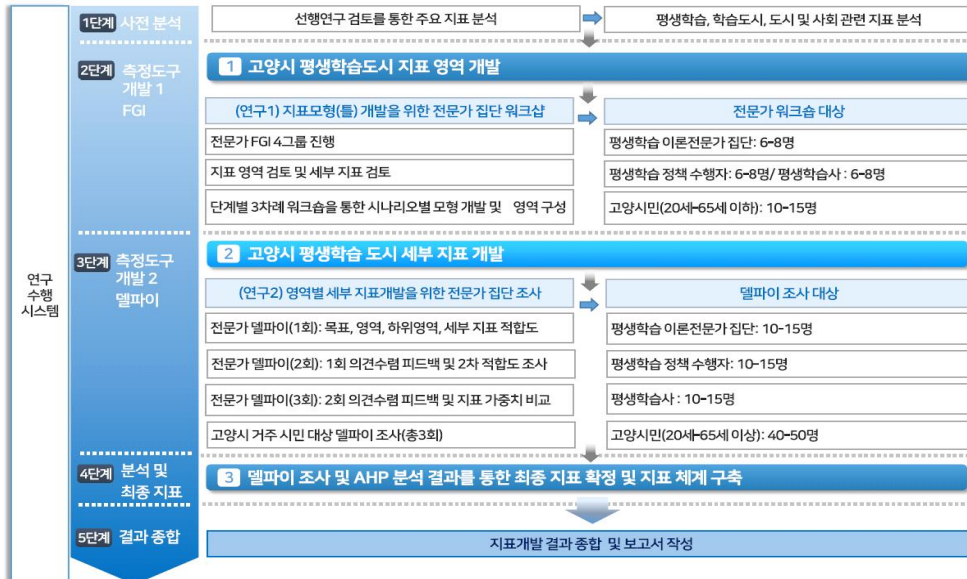 연구
수행
시스템
1단계 사전 분석
선행연구 검토를 통한 주요 지표 분석
평생학습, 학습도시, 도시 및 사회 관련 지표 분석
2단계 측정도구
개발 1
FGI
1 고양시 평생학습도시 지표 영역 개발
(연구1) 지표모형(틀) 개발을 위한 전문가 집단 워크샵
전문가 워크숍 대상
전문가 FGI 4그룹 진행
평생학습 이론전문가 집단: 6-8명
지표 영역 검토 및 세부 지표 검토
평생학습 정책 수행자: 6-8명/ 평생학습사 : 6-8명
단계별 3차례 워크숍을 통한 시나리오별 모형 개발 및 영역 구성
고양시민(20세-65세 이하): 10-15명
3단계 측정도구
개발 2
델파이
2 고양시 평생학습 도시 세부 지표 개발
(연구2) 영역별 세부 지표개발을 위한 전문가 집단 조사
델파이 조사 대상
전문가 델파이(1회): 목표, 영역, 하위영역, 세부 지표 적합도
평생학습 이론전문가 집단: 10-15명
전문가 델파이(2회): 1회 의견수렴 피드백 및 2차 적합도 조사
평생학습 정책 수행자: 10-15명
전문가 델파이(3회): 2회 의견수렴 피드백 및 지표 가중치 비교
평생학습사 : 10-15명
고양시 거주 시민 대상 델파이 조사(총3회)
고양시민(20세-65세 이상): 40-50명
4단계 분석 및
최종 지표
3 델파이 조사 및 AHP 분석 결과를 통한 최종 지표 확정 및 지표 체계 구축
5단계 결과 종합
지표개발 결과 종합 및 보고서 작성